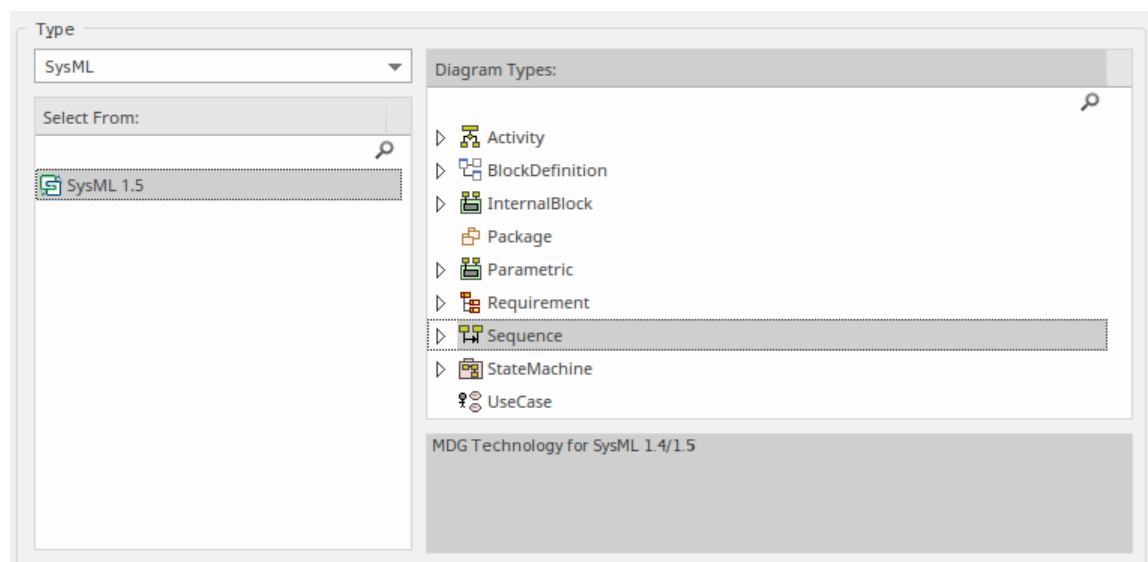 Type
SysML
Select From:
SysML 1.5
Diagram Types:
Activity
BlockDefinition
InternalBlock
Package
Parametric
Requirement
Sequence
StateMachine
UseCase
MDG Technology for SysML 1.4/1.5